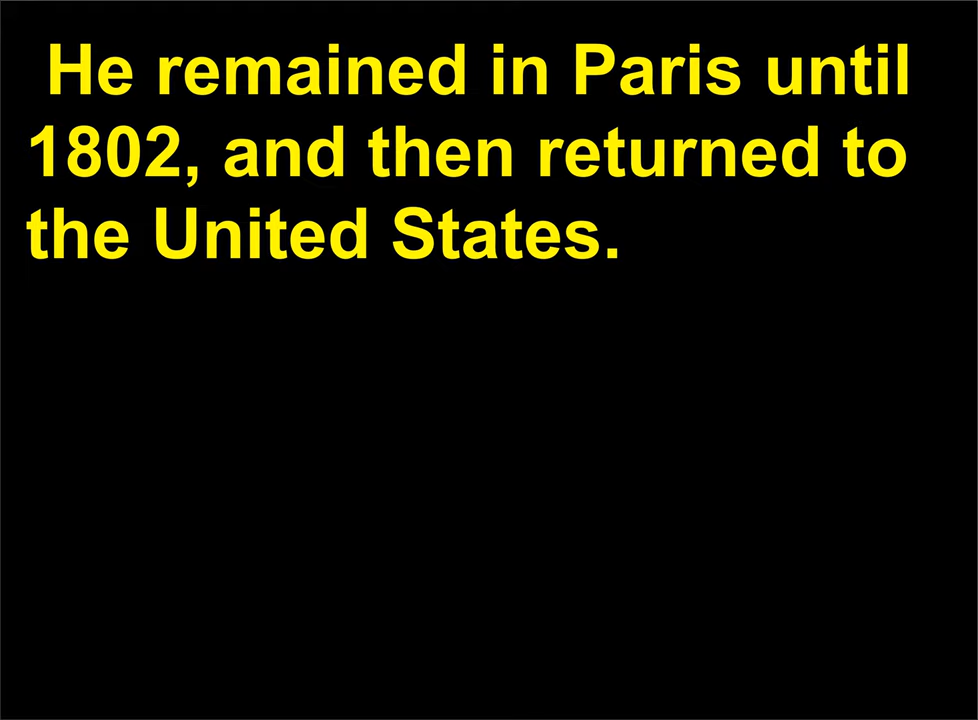 He remained in Paris until
1802, and then returned to
the United States.